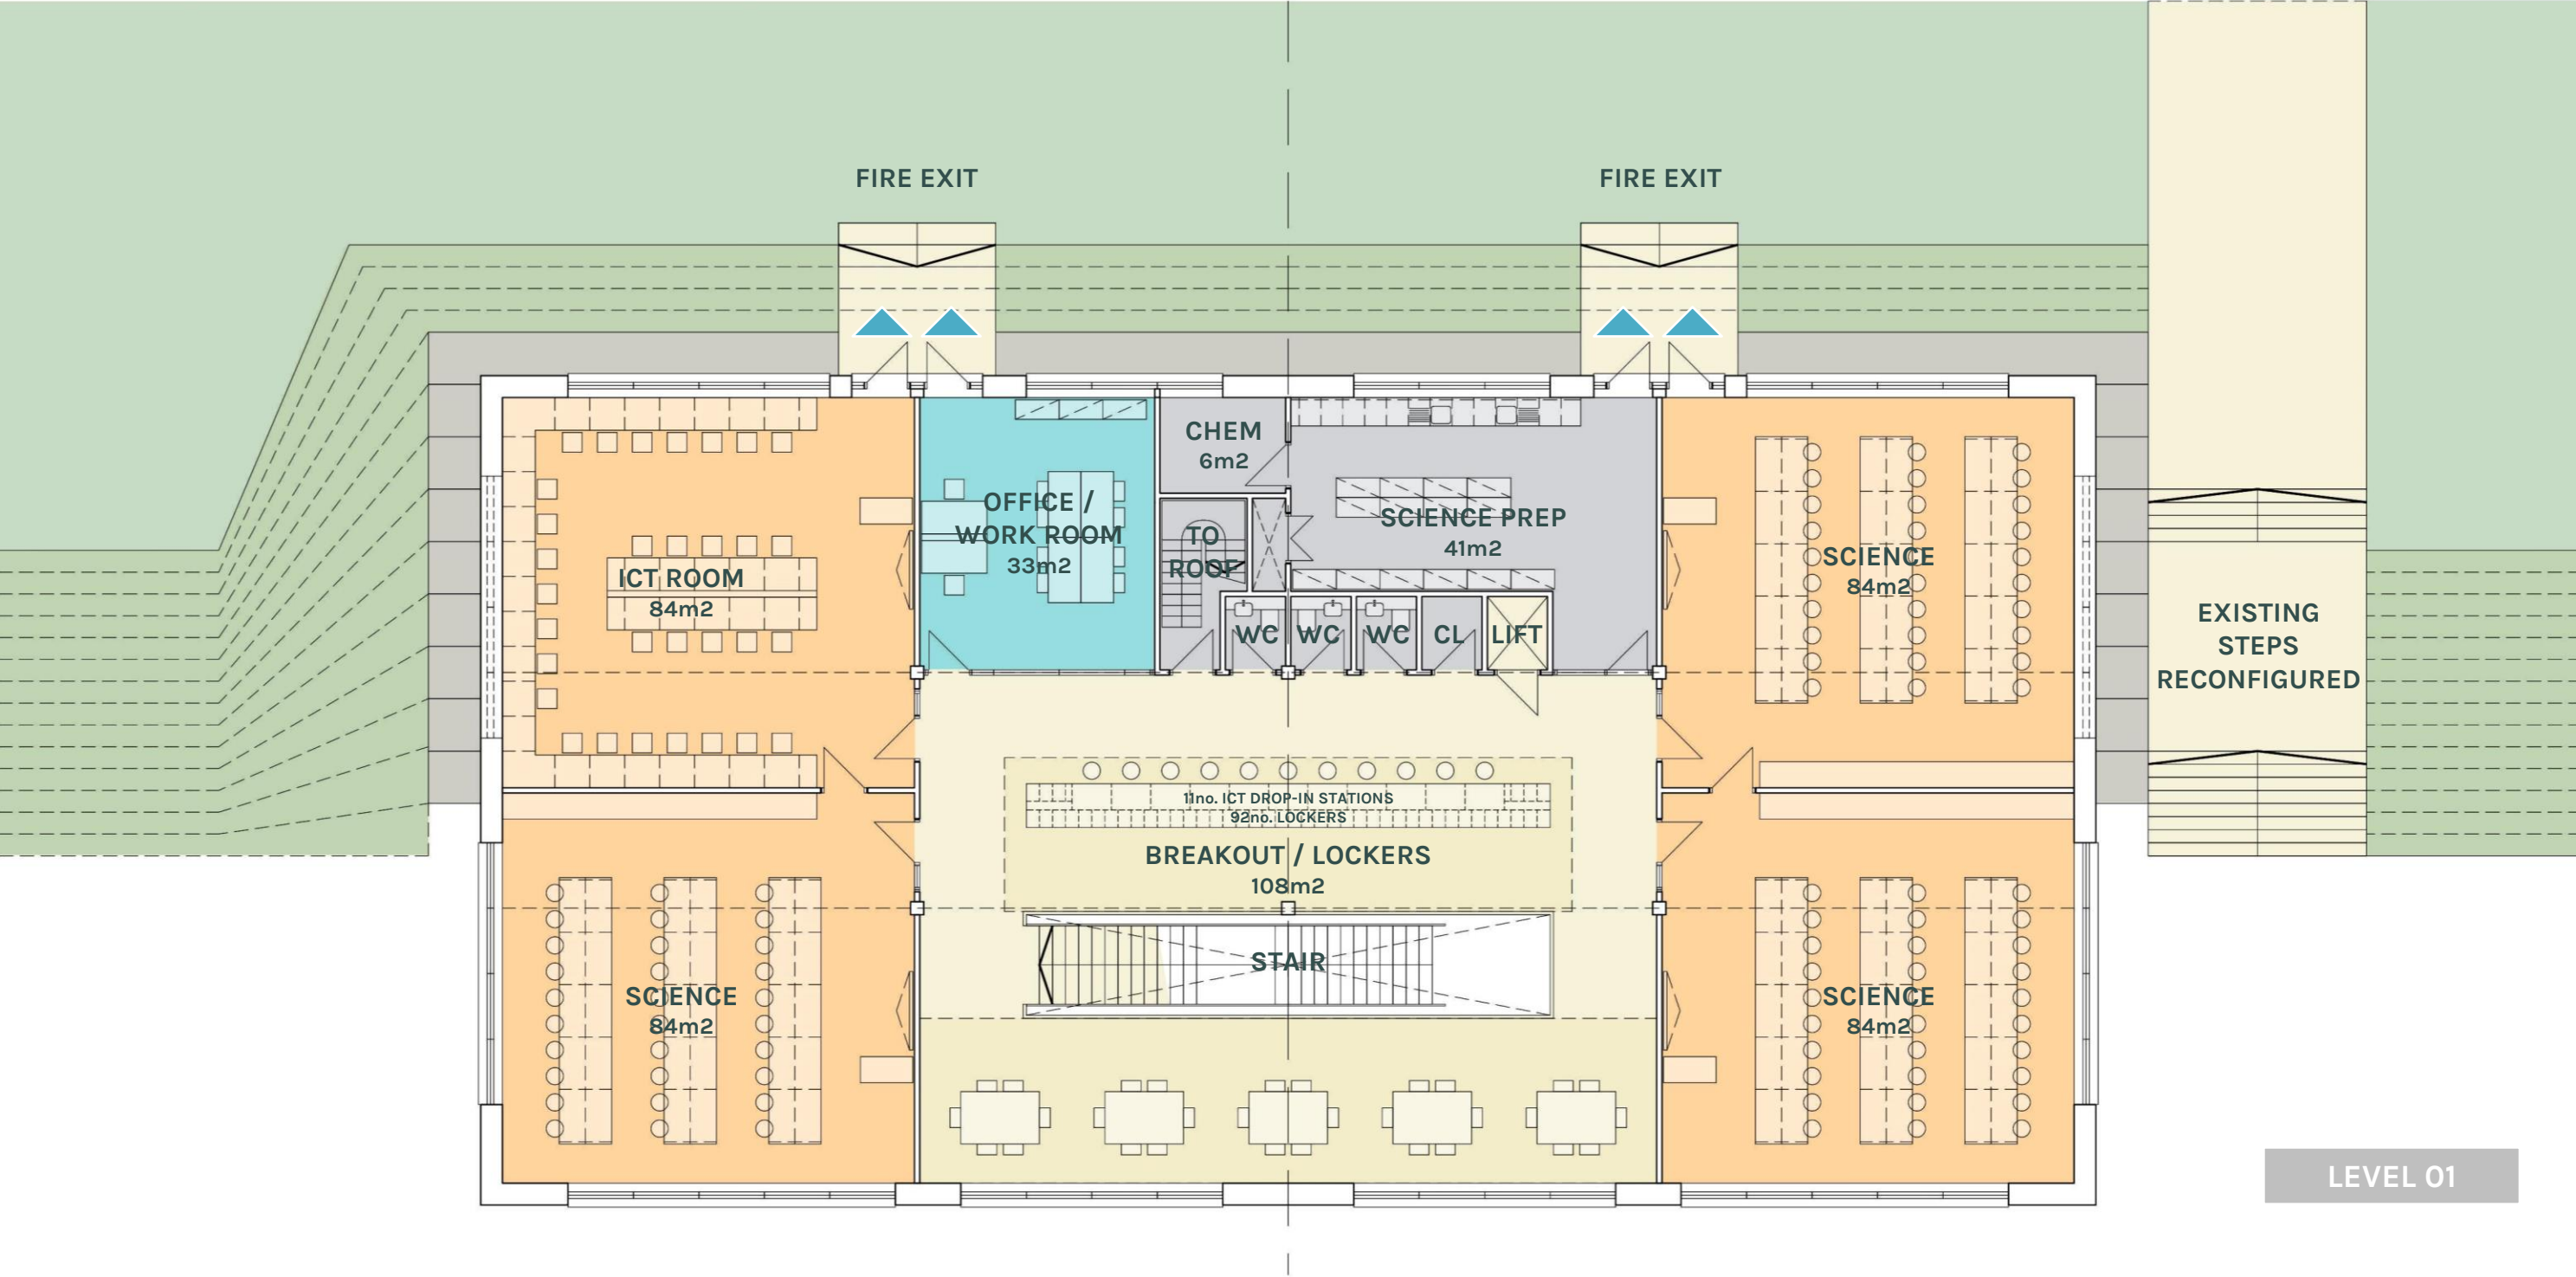 FIRE EXIT
FIRE EXIT
CHEM
6m2
OFFICE /
WORK ROOM
33m2
SCIENCE PREP
41m2
TO
ROOF
ICT ROOM
84m2
SCIENCE
84m2
WC
WC
WC
CL
LIFT
EXISTING
STEPS
RECONFIGURED
11no. ICT DROP-IN STATIONS
92no. LOCKERS
BREAKOUT / LOCKERS
108m2
STAIR
SCIENCE
84m2
SCIENCE
84m2
LEVEL 01